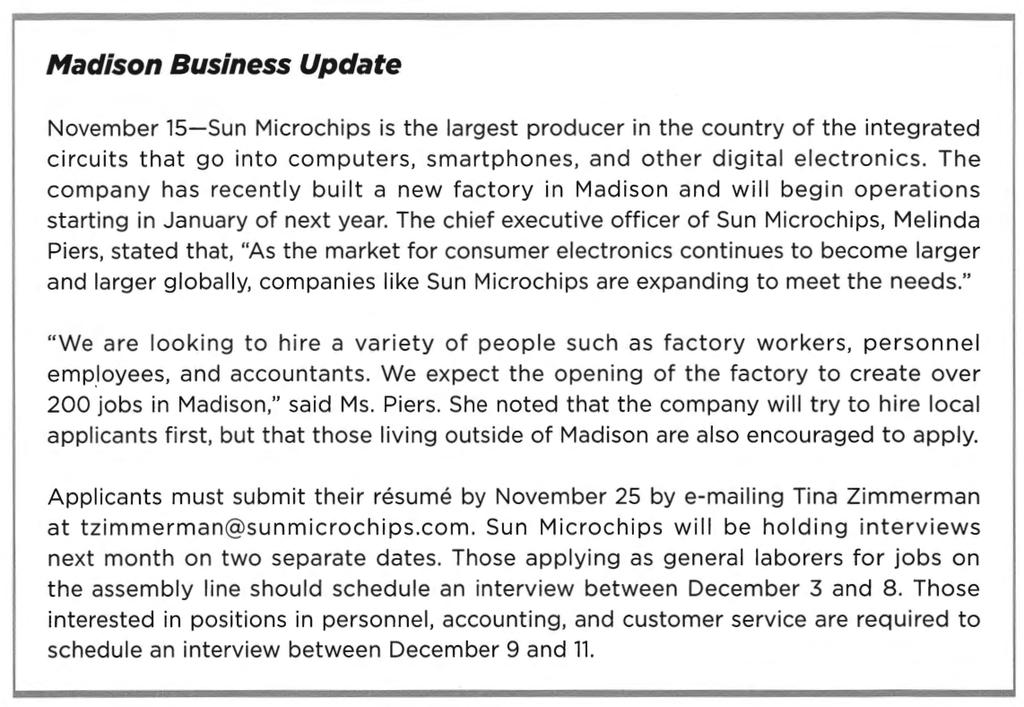 Madison Business Update
November 15—Sun Microchips is the largest producer in the country of the integrated
circuits that go into computers, smartphones, and other digital electronics. The
company has recently built a new factory in Madison and will begin operations
starting in January of next year. The chief executive officer of Sun Microchips, Melinda
Piers, stated that, “As the market for consumer electronics continues to become larger
and larger globally, companies like Sun Microchips are expanding to meet the needs.”
“We are looking to hire a variety of people such as factory workers, personnel
employees, and accountants. We expect the opening of the factory to create over
200 jobs in Madison,” said Ms. Piers. She noted that the company will try to hire local
applicants first, but that those living outside of Madison are also encouraged to apply.
Applicants must submit their résumé by November 25 by e-mailing Tina Zimmerman
at tzimmerman@sunmicrochips.com. Sun Microchips will be holding interviews
next month on two separate dates. Those applying as general laborers for jobs on
the assembly line should schedule an interview between December 3 and 8. Those
interested in positions in personnel, accounting, and customer service are required to
schedule an interview between December 9 and 11.